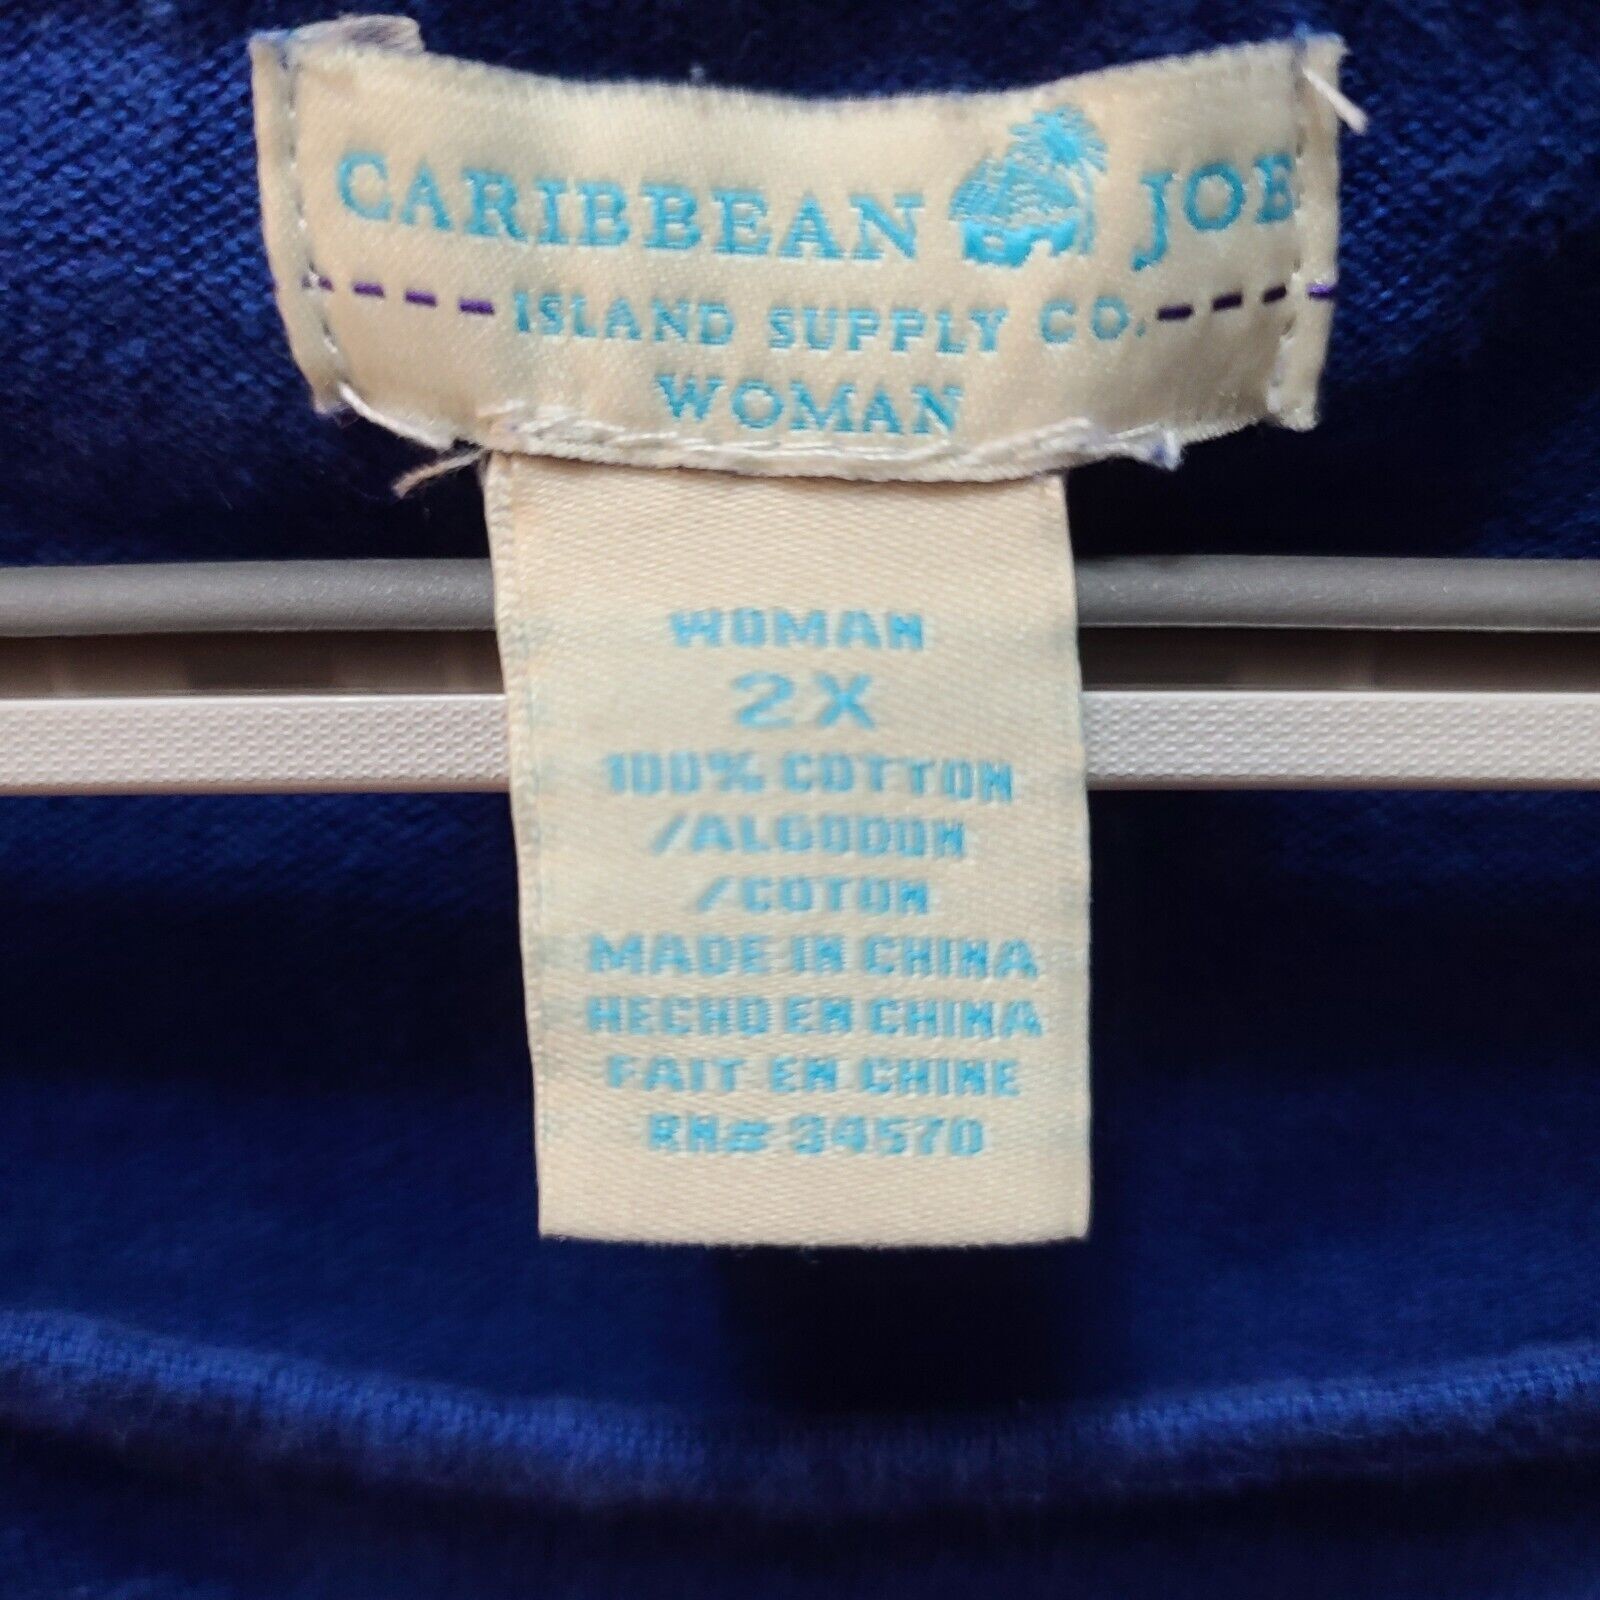 CARIBBEAN JOE
ISLAND SUPPLY CO.
WOMAN
WOMAN
2X
100% COTTON
/ALGODON
/COTON
MADE IN CHINA
HECHO EN CHINA
FAIT EN CHINE
RN# 34570